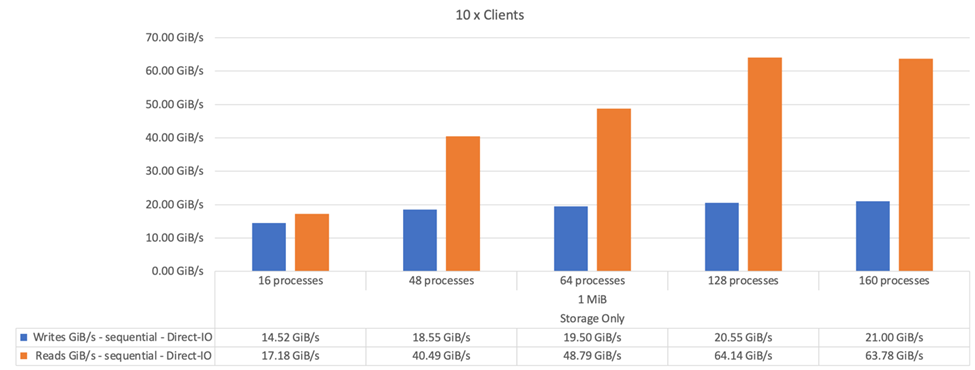 10 x Clients
70.00 GiB/s
60.00 GiB/s
50.00 GiB/s
40.00 GiB/s
30.00 GiB/s
20.00 GiB/s
10.00 GiB/s
0.00 GiB/s
16 processes 48 processes 64 processes 128 processes 160 processes
1 MiB
Storage Only
Writes GiB/s - sequential - Direct-IO 14.52 GiB/s 18.55 GiB/s 19.50 GiB/s 20.55 GiB/s 21.00 GiB/s
Reads GiB/s - sequential - Direct-IO 17.18 GiB/s 40.49 GiB/s 48.79 GiB/s 64.14 GiB/s 63.78 GiB/s